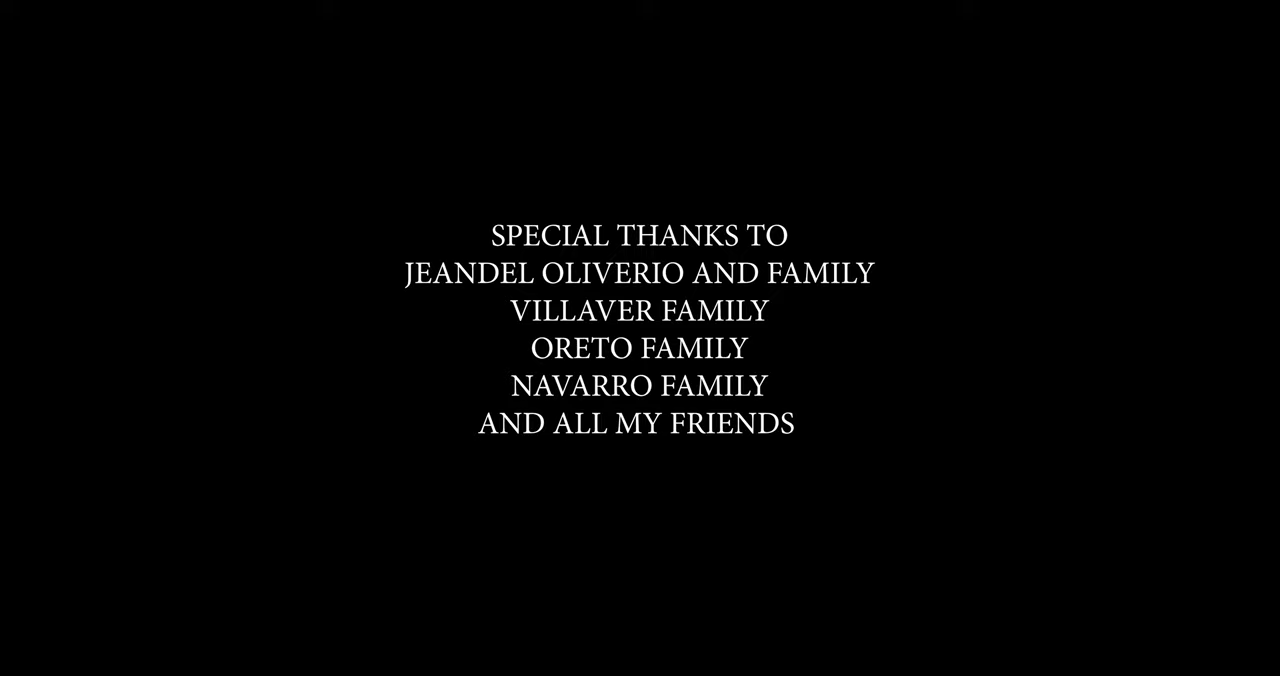 SPECIAL THANKS TO
JEANDEL OLIVERIO AND FAMILY
VILLAVER FAMILY
ORETO FAMILY
NAVARRO FAMILY
AND ALL MY FRIENDS